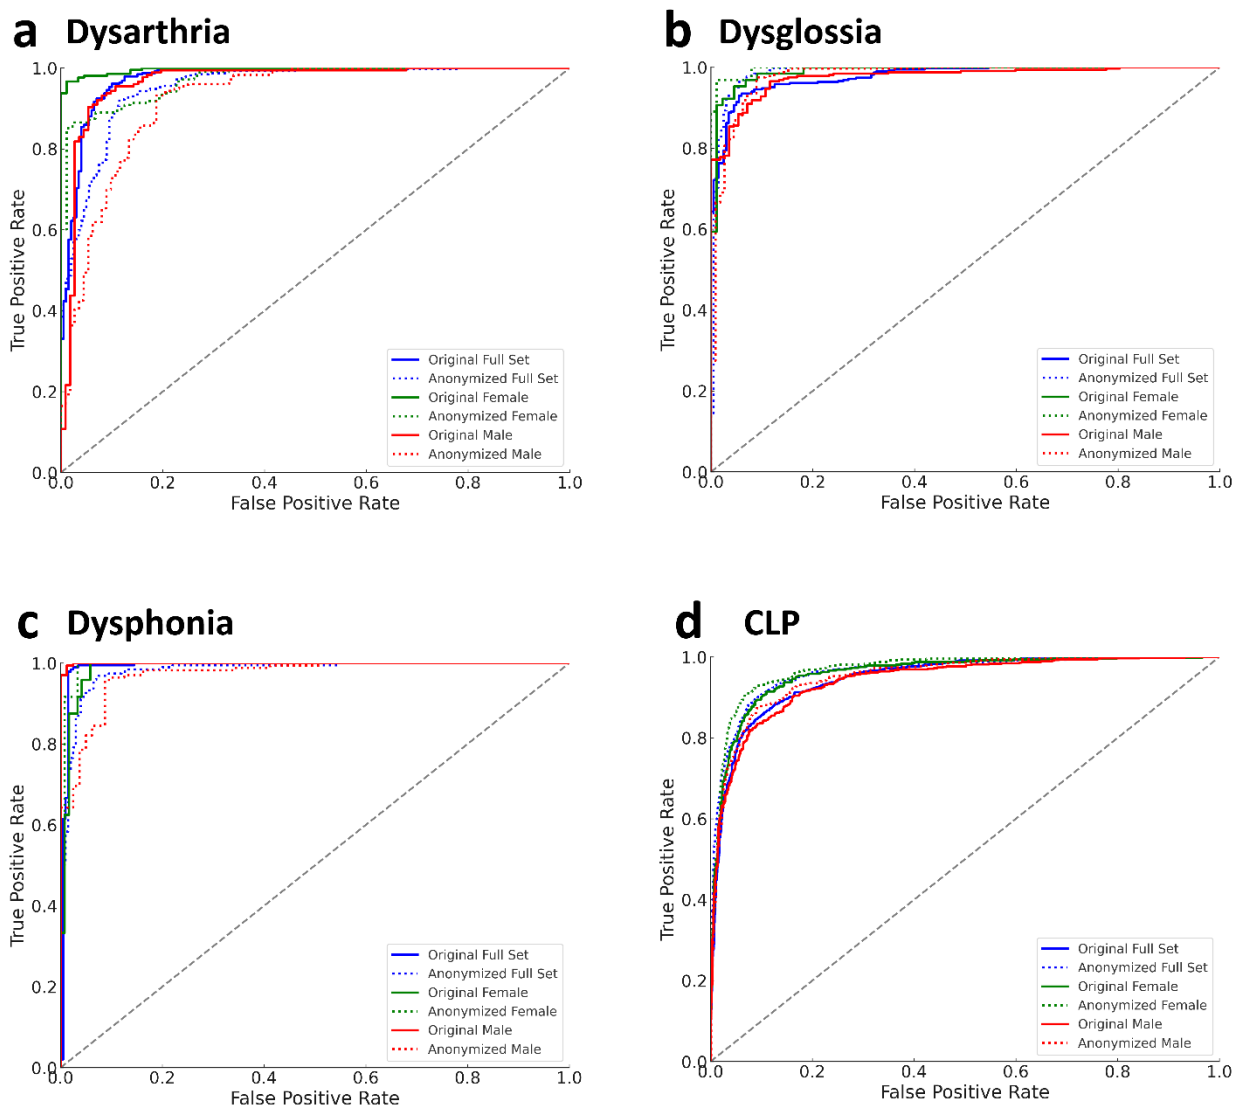 a Dysarthria
1.0
0.8
0.6
0.4
0.2
0.0
True Positive Rate
Original Full Set
Anonymized Full Set
Original Female
Anonymized Female
Original Male
Anonymized Male
0.0 0.2 0.4 0.6 0.8 1.0
False Positive Rate
b Dysglossia
1.0
0.8
0.6
0.4
0.2
0.0
True Positive Rate
Original Full Set
Anonymized Full Set
Original Female
Anonymized Female
Original Male
Anonymized Male
0.0 0.2 0.4 0.6 0.8 1.0
False Positive Rate
c Dysphonia
1.0
0.8
0.6
0.4
0.2
0.0
True Positive Rate
Original Full Set
Anonymized Full Set
Original Female
Anonymized Female
Original Male
Anonymized Male
0.0 0.2 0.4 0.6 0.8 1.0
False Positive Rate
d CLP
1.0
0.8
0.6
0.4
0.2
0.0
True Positive Rate
Original Full Set
Anonymized Full Set
Original Female
Anonymized Female
Original Male
Anonymized Male
0.0 0.2 0.4 0.6 0.8 1.0
False Positive Rate